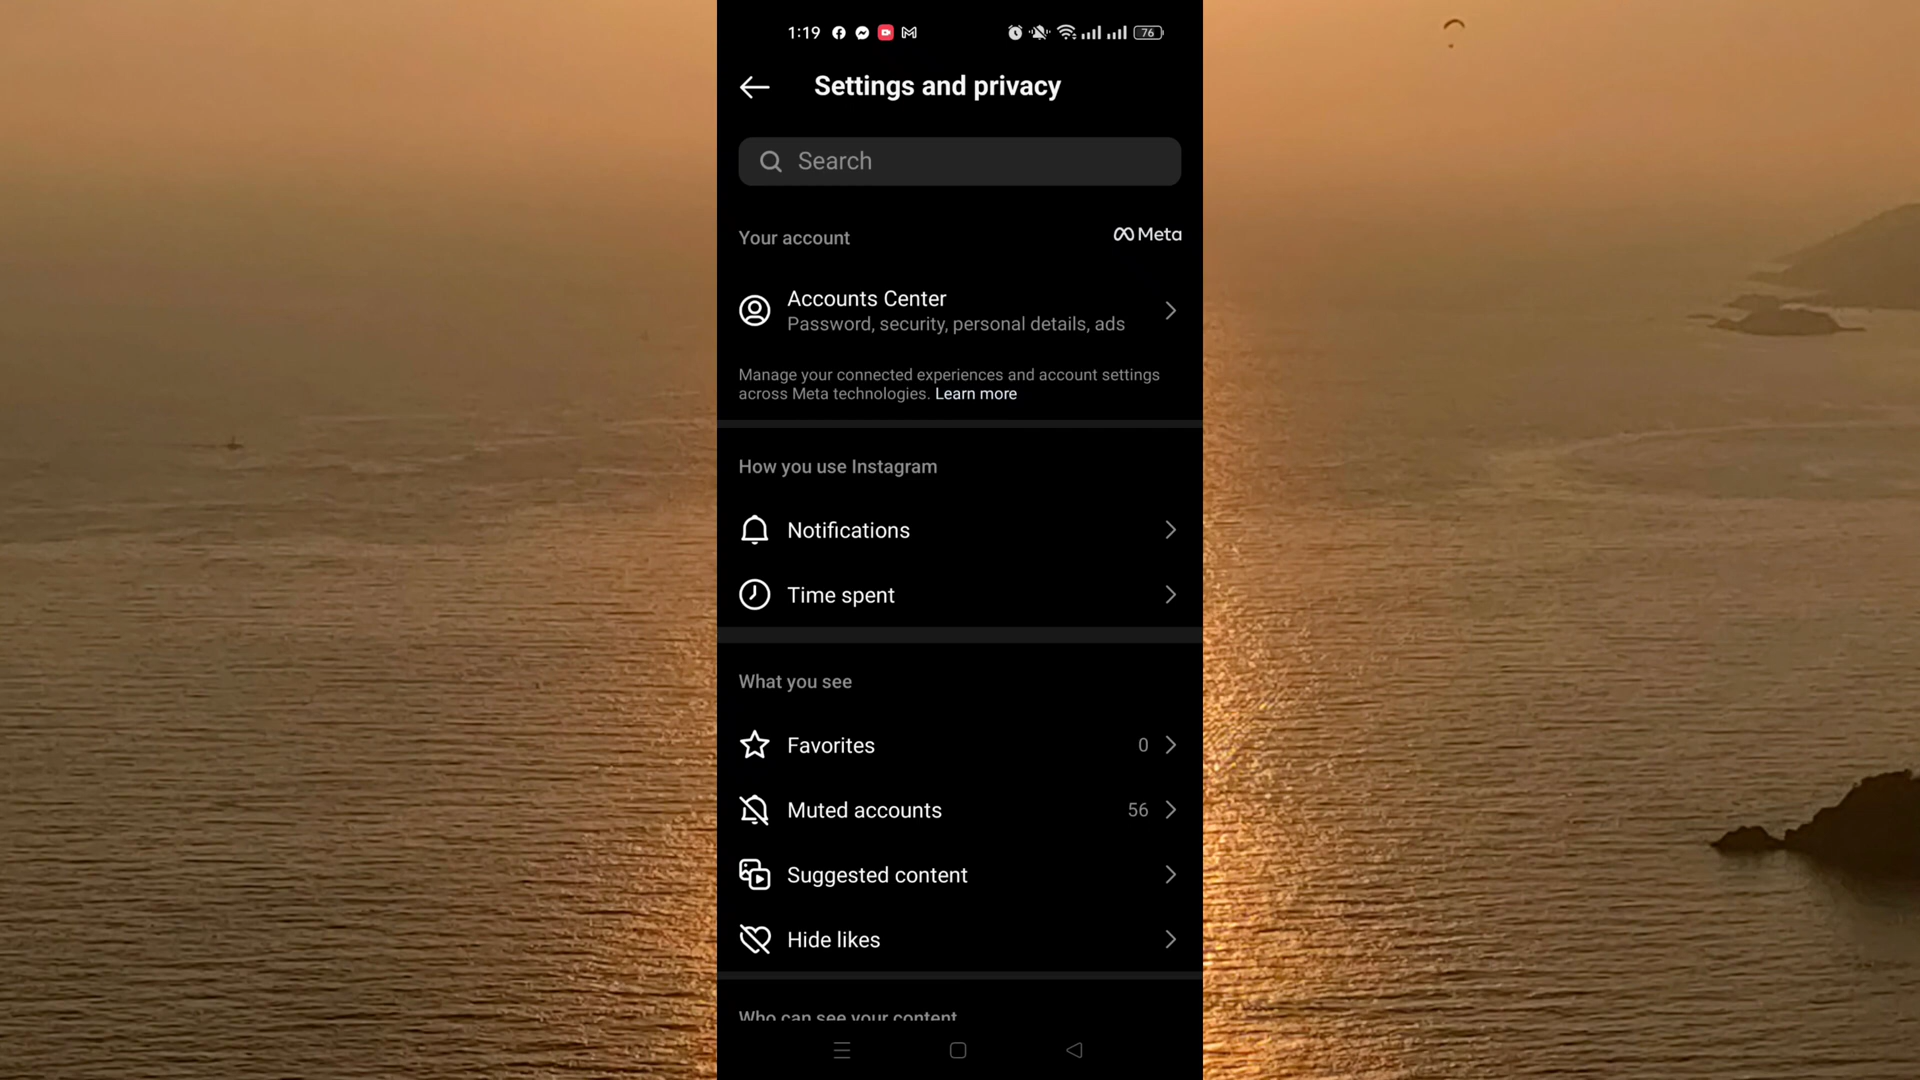 1:19
76
Settings and privacy
Search
Your account
Meta
Accounts Center
Password, security, personal details, ads
Manage your connected experiences and account settings
across Meta technologies. Learn more
How you use Instagram
Notifications
Time spent
What you see
Favorites
0
Muted accounts
56
Suggested content
Hide likes
Who can see your content